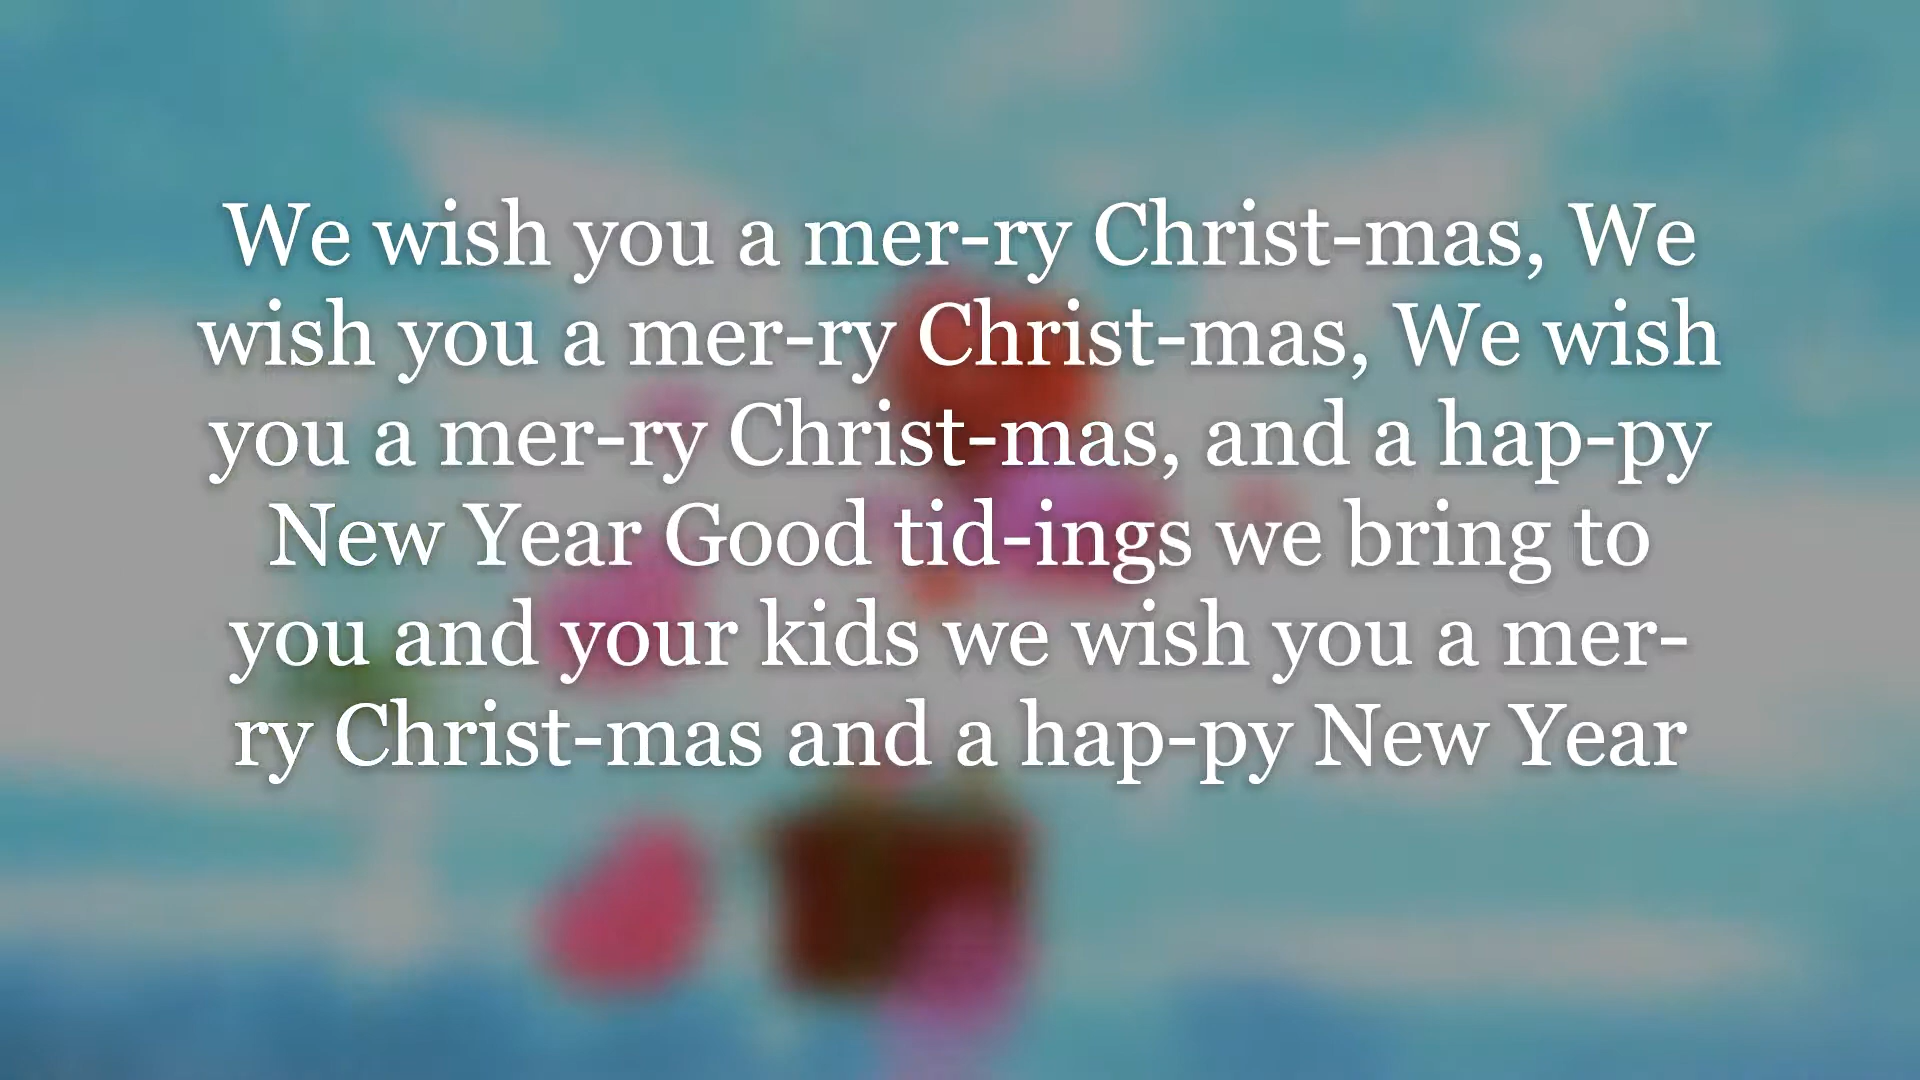 We wish you a mer-ry Christ-mas, We
wish you a mer-ry Christ-mas, We wish
you a mer-ry Christ-mas, and a hap-py
New Year Good tid-ings we bring to
you and your kids we wish you a mer-
ry Christ-mas and a hap-py New Year